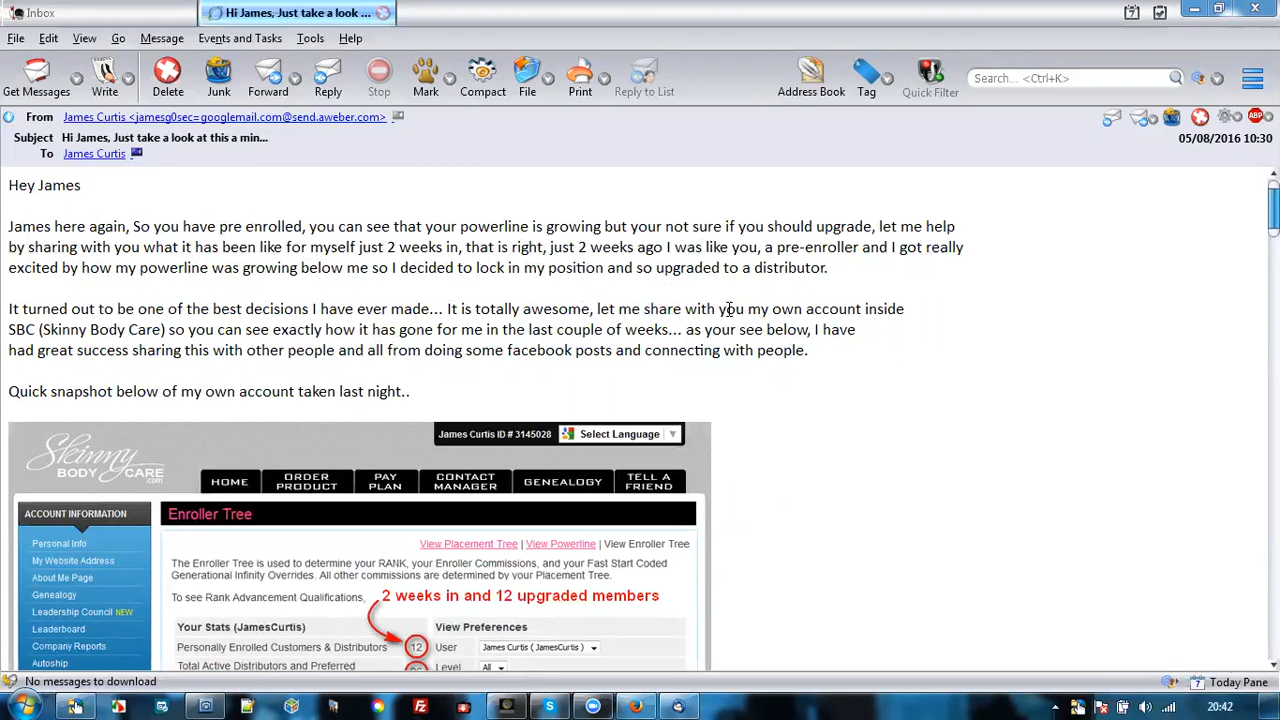 Inbox
Hi James, Just take a look ...
File Edit View Go Message Events and Tasks Tools Help
Get Messages Write Delete Junk Forward Reply Stop Mark Compact File Print Reply to List Address Book Tag Quick Filter Search... <Ctrl+K>
From James Curtis <jamesg0sec=googlemail.com@send.aweber.com>
Subject Hi James, Just take a look at this a min...
05/08/2016 10:30
To James Curtis
Hey James
James here again, So you have pre enrolled, you can see that your powerline is growing but your not sure if you should upgrade, let me help
by sharing with you what it has been like for myself just 2 weeks in, that is right, just 2 weeks ago I was like you, a pre-enroller and I got really
excited by how my powerline was growing below me so I decided to lock in my position and so upgraded to a distributor.
It turned out to be one of the best decisions I have ever made... It is totally awesome, let me share with you my own account inside
SBC (Skinny Body Care) so you can see exactly how it has gone for me in the last couple of weeks... as your see below, I have
had great success sharing this with other people and all from doing some facebook posts and connecting with people.
Quick snapshot below of my own account taken last night..
Skinny
BODY CARE
.com
James Curtis ID # 3145028 Select Language
HOME ORDER PRODUCT PAY PLAN CONTACT MANAGER GENEALOGY TELL A FRIEND
ACCOUNT INFORMATION
Personal Info
My Website Address
About Me Page
Genealogy
Leadership Council NEW
Leaderboard
Company Reports
Autoship
Enroller Tree
View Placement Tree | View Powerline | View Enroller Tree
The Enroller Tree is used to determine your RANK, your Enroller Commissions, and your Fast Start Coded
Generational Infinity Overrides. All other commissions are determined by your Placement Tree.
To see Rank Advancement Qualifications,
2 weeks in and 12 upgraded members
Your Stats (JamesCurtis)
View Preferences
Personally Enrolled Customers & Distributors 12 User James Curtis ( JamesCurtis )
Total Active Distributors and Preferred Level All
No messages to download
7 Today Pane
20:42